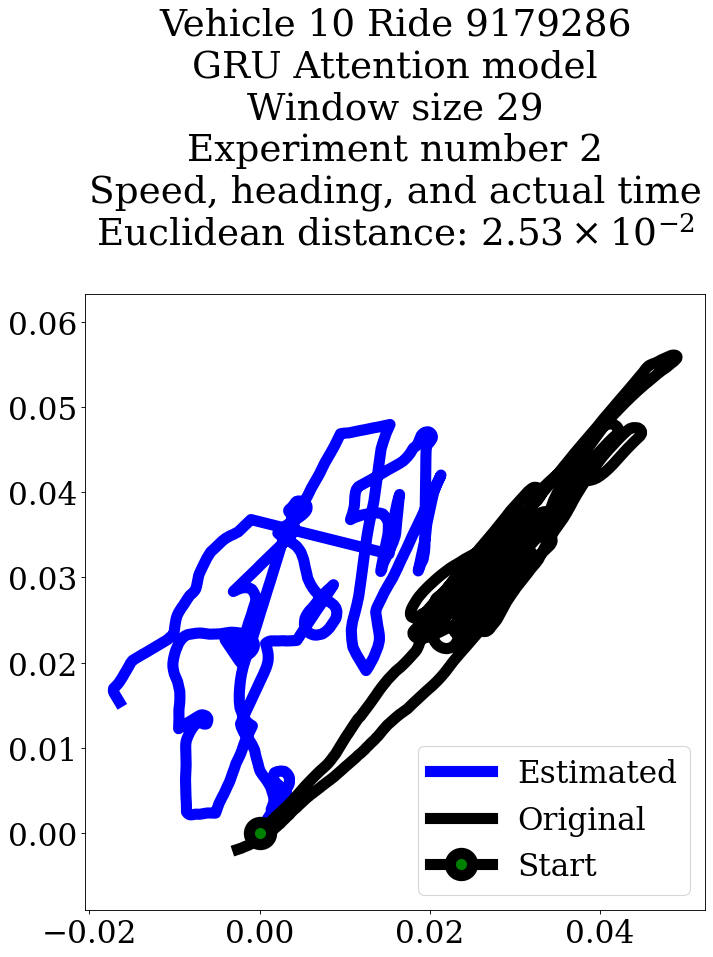 Vehicle 10 Ride 9179286
GRU Attention model
Window size 29
Experiment number 2
Speed, heading, and actual time
Euclidean distance: 2.53 × 10⁻²
0.06
0.05
0.04
0.03
0.02
0.01
0.00
Estimated
Original
Start
−0.02 0.00 0.02 0.04